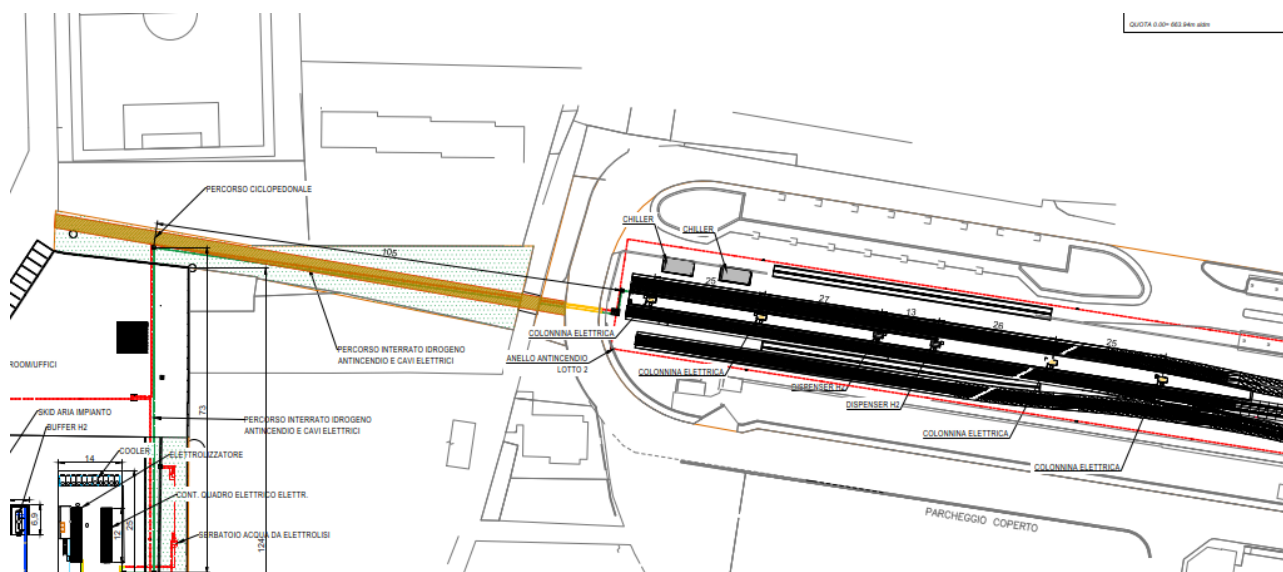 QUOTA 0.00= 663.94m sldm
PERCORSO CICLOPEDONALE
CHILLER
CHILLER
105
26
27
13
26
25
COLONNINA ELETTRICA
PERCORSO INTERRATO IDROGENO
ANTINCENDIO E CAVI ELETTRICI
ANELLO ANTINCENDIO
LOTTO 2
COLONNINA ELETTRICA
DISPENSER H2
DISPENSER H2
ROOM/UFFICI
SKID ARIA IMPIANTO
BUFFER H2
73
PERCORSO INTERRATO IDROGENO
ANTINCENDIO E CAVI ELETTRICI
COLONNINA ELETTRICA
COLONNINA ELETTRICA
COOLER
ELETTROLIZZATORE
14
CONT. QUADRO ELETTRICO ELETTR.
6,9
12
25
124
SERBATOIO ACQUA DA ELETTROLISI
PARCHEGGIO COPERTO